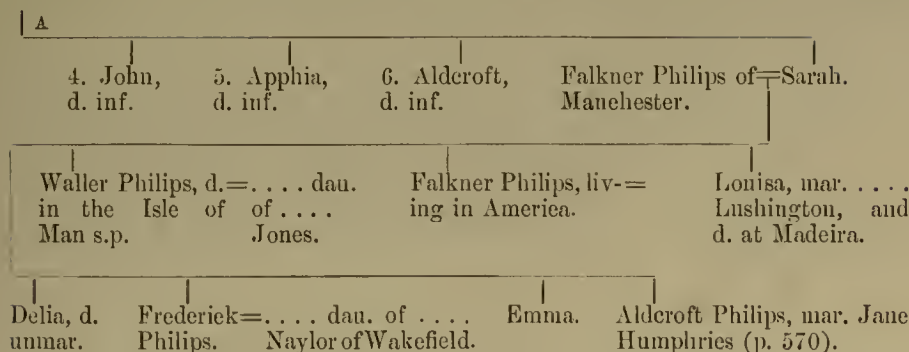 A
4. John, 5. Apphia, 6. Aldcroft, Falkner Philips of=Sarah.
d. inf. d. inf. d. inf. Manchester.
Waller Philips, d.=.... dau. Falkner Philips, liv-= Louisa, mar. ....
in the Isle of of .... ing in America. Lushington, and
Man s.p. Jones. d. at Madeira.
Delia, d. Frederick=.... dau. of .... Emma. Aldcroft Philips, mar. Jane
unmar. Philips. Naylor of Wakefield. Humphries (p. 570).